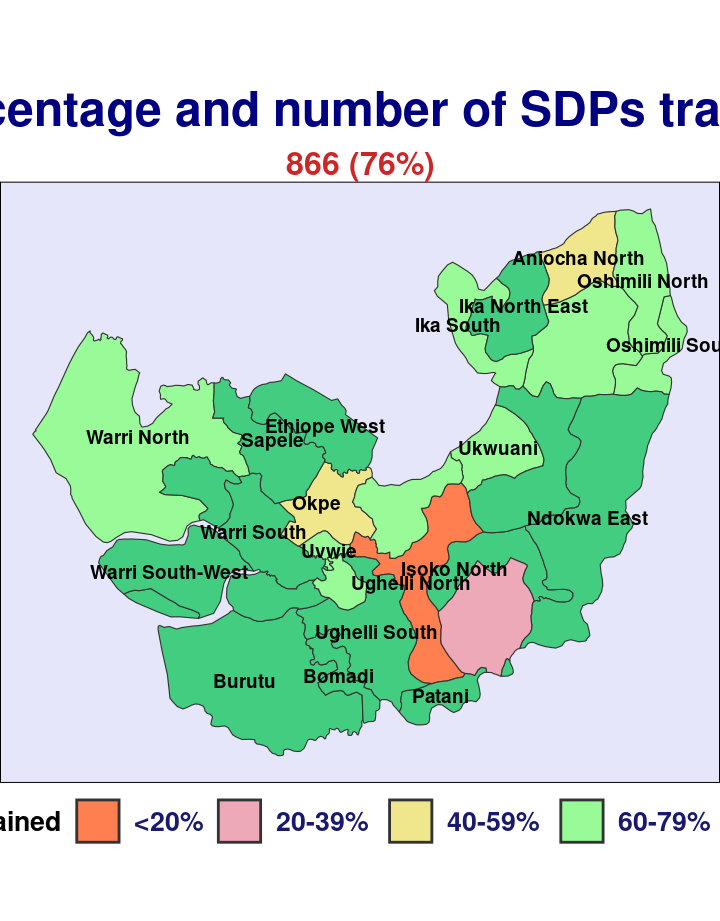 centage and number of SDPs tra
866 (76%)
Aniocha North
Oshimili North
Ika North East
Ika South
Oshimili Sou
Ethiope West
Warri North
Sapele
Ukwuani
Okpe
Ndokwa East
Warri South
Uvwie
Isoko North
Warri South-West
Ughelli North
Ughelli South
Bomadi
Burutu
Patani
ained <20% 20-39% 40-59% 60-79%